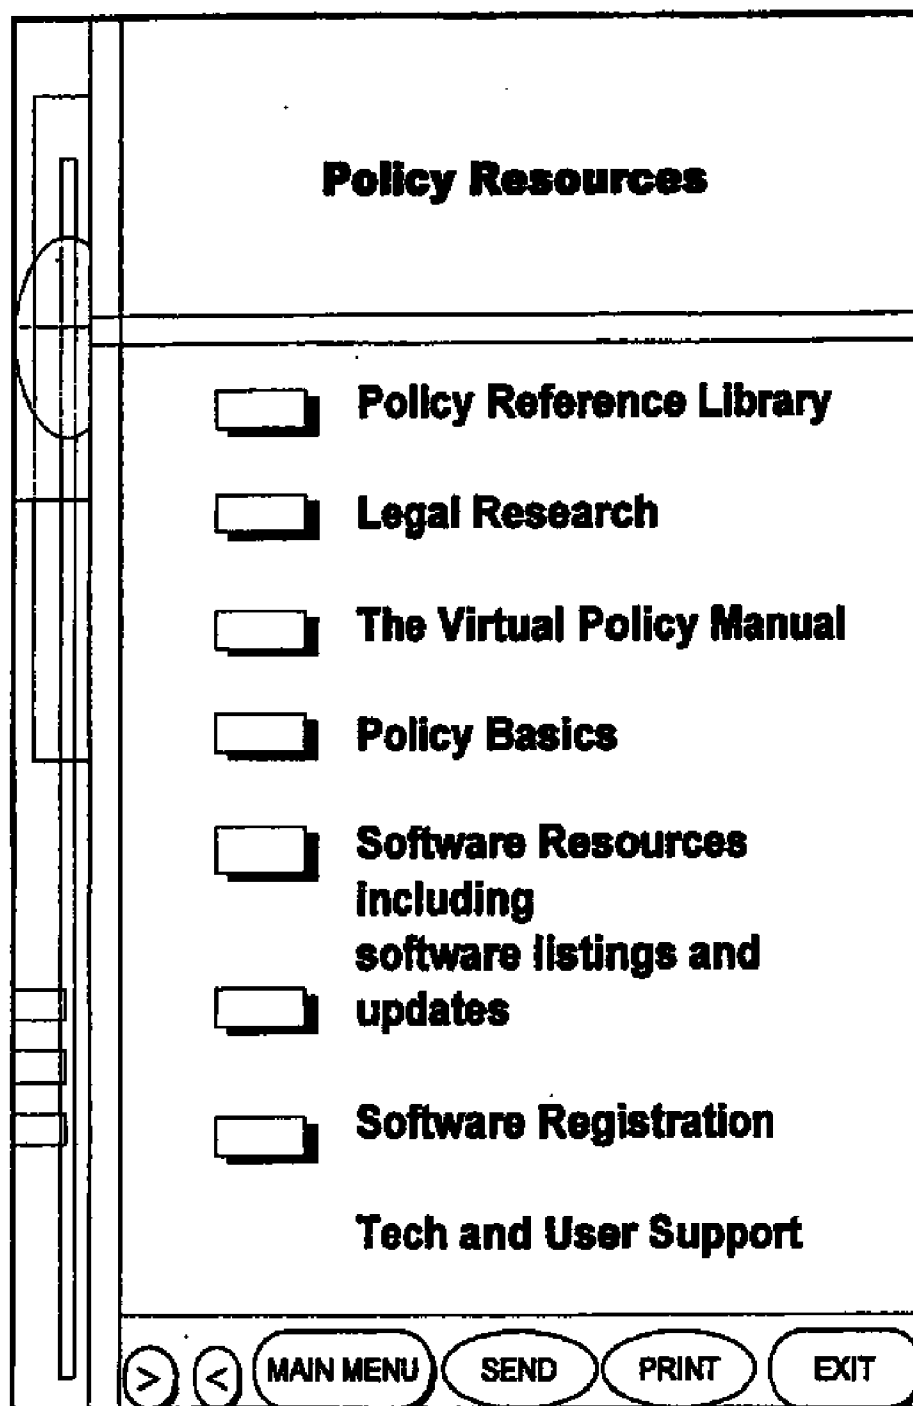 Policy Resources
Policy Reference Library
Legal Research
The Virtual Policy Manual
Policy Basics
Software Resources
including
software listings and
updates
Software Registration
Tech and User Support
> < MAIN MENU SEND PRINT EXIT